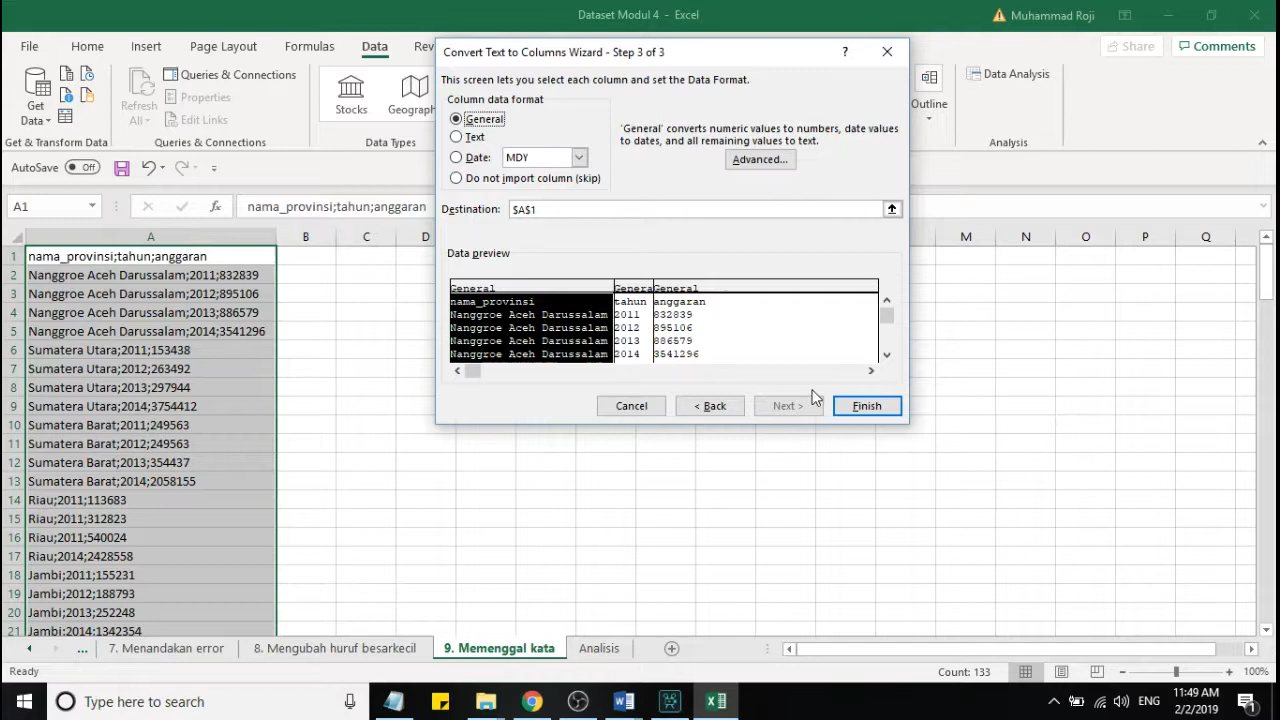 Dataset Modul 4 - Excel
Muhammad Roji
File Home Insert Page Layout Formulas Data Rev
Share Comments
Get Data
Refresh All
Queries & Connections
Properties
Edit Links
Stocks
Geograph
Outline
Data Analysis
Get & Transform Data Queries & Connections Data Types Analysis
AutoSave Off
A1 fx nama_provinsi;tahun;anggaran
Convert Text to Columns Wizard - Step 3 of 3 ?
This screen lets you select each column and set the Data Format.
Column data format
General
Text
Date: MDY
Do not import column (skip)
'General' converts numeric values to numbers, date values
to dates, and all remaining values to text.
Advanced...
Destination: $A$1
Data preview
General General
nama_provinsi tahun anggaran
Nanggroe Aceh Darussalam 2011 832839
Nanggroe Aceh Darussalam 2012 895106
Nanggroe Aceh Darussalam 2013 886579
Nanggroe Aceh Darussalam 2014 3541296
Cancel < Back Next > Finish
A B C D M N O P Q
1 nama_provinsi;tahun;anggaran
2 Nanggroe Aceh Darussalam;2011;832839
3 Nanggroe Aceh Darussalam;2012;895106
4 Nanggroe Aceh Darussalam;2013;886579
5 Nanggroe Aceh Darussalam;2014;3541296
6 Sumatera Utara;2011;153438
7 Sumatera Utara;2012;263492
8 Sumatera Utara;2013;297944
9 Sumatera Utara;2014;3754412
10 Sumatera Barat;2011;249563
11 Sumatera Barat;2012;249563
12 Sumatera Barat;2013;354437
13 Sumatera Barat;2014;2058155
14 Riau;2011;113683
15 Riau;2011;312823
16 Riau;2011;540024
17 Riau;2014;2428558
18 Jambi;2011;155231
19 Jambi;2012;188793
20 Jambi;2013;252248
21 Jambi;2014;1342354
... 7. Menandakan error 8. Mengubah huruf besarkecil 9. Memenggal kata Analisis
Ready Count: 133 100%
Type here to search
ENG
11:49 AM
2/2/2019
1